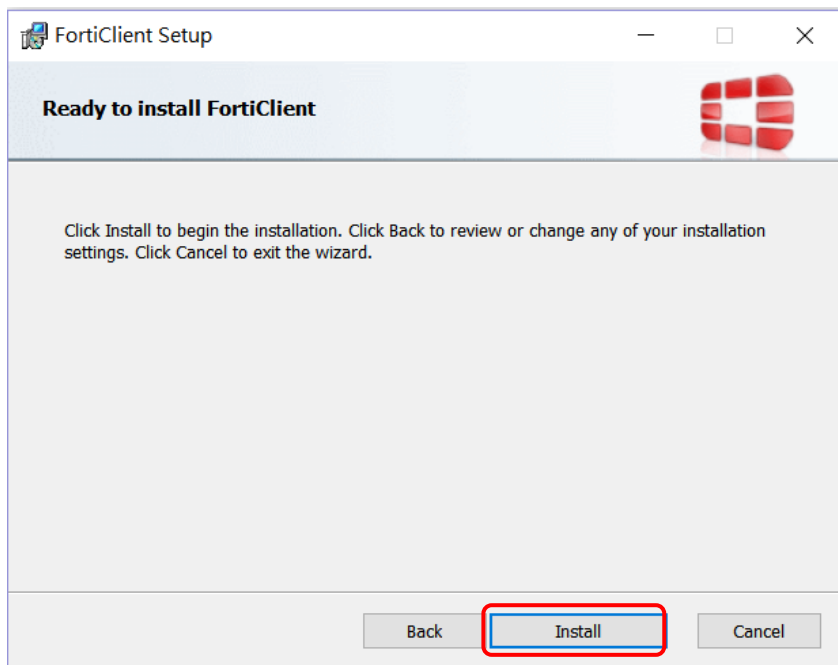 FortiClient Setup
Ready to install FortiClient
Click Install to begin the installation. Click Back to review or change any of your installation
settings. Click Cancel to exit the wizard.
Back Install Cancel